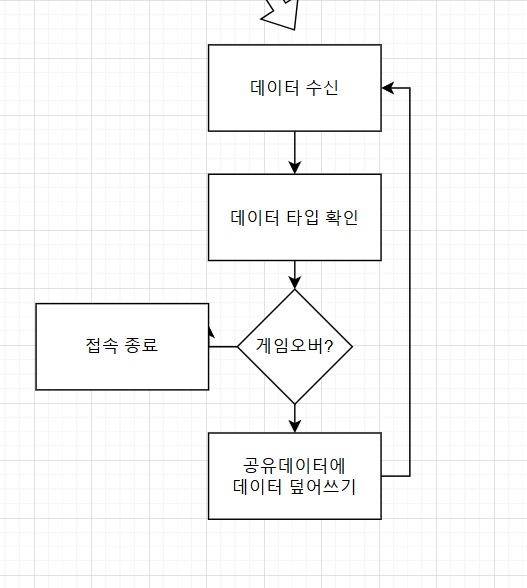 데이터 수신
데이터 타입 확인
게임오버?
접속 종료
공유데이터에
데이터 덮어쓰기